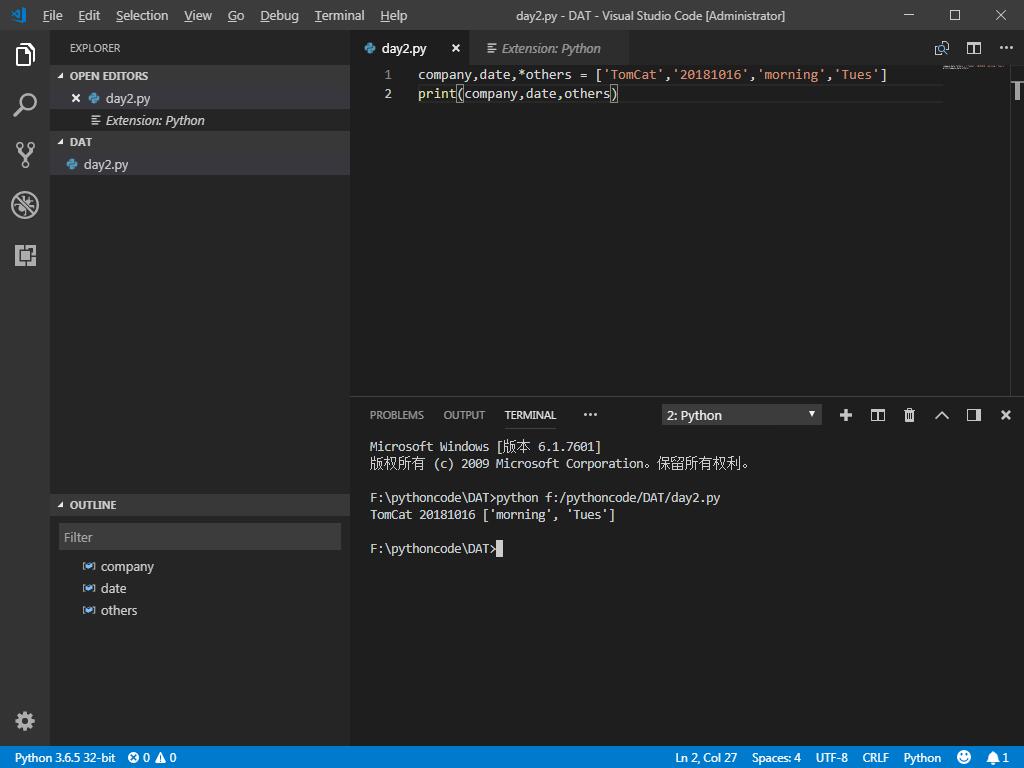 File Edit Selection View Go Debug Terminal Help day2.py - DAT - Visual Studio Code [Administrator]
EXPLORER
OPEN EDITORS
day2.py
Extension: Python
DAT
day2.py
OUTLINE
Filter
company
date
others
day2.py Extension: Python
1 company,date,*others = ['TomCat','20181016','morning','Tues']
2 print(company,date,others)
PROBLEMS OUTPUT TERMINAL ··· 2: Python
Microsoft Windows [版本 6.1.7601]
版权所有 (c) 2009 Microsoft Corporation。保留所有权利。
F:\pythoncode\DAT>python f:/pythoncode/DAT/day2.py
TomCat 20181016 ['morning', 'Tues']
F:\pythoncode\DAT>
Python 3.6.5 32-bit 0 0 Ln 2, Col 27 Spaces: 4 UTF-8 CRLF Python 1